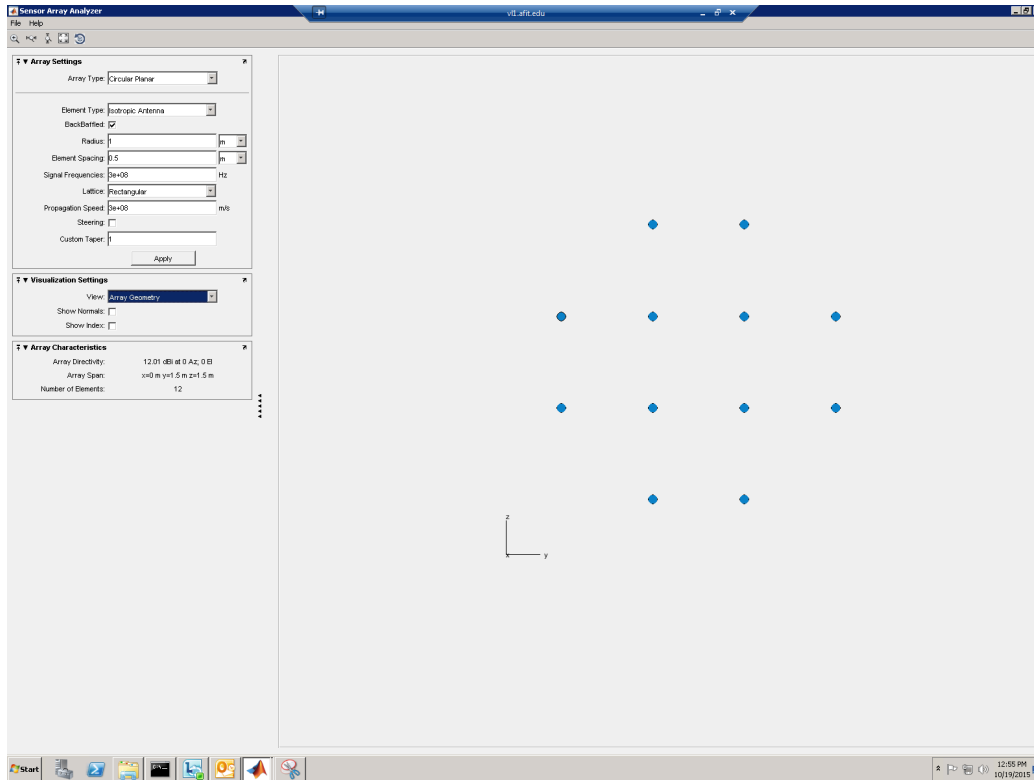 Sensor Array Analyzer
vl1.afit.edu
File Help
Array Settings
Array Type: Circular Planar
Element Type: Isotropic Antenna
BackBaffled:
Radius: 1 m
Element Spacing: 0.5 m
Signal Frequencies: 3e+08 Hz
Lattice: Rectangular
Propagation Speed: 3e+08 m/s
Steering:
Custom Taper: 1
Apply
Visualization Settings
View: Array Geometry
Show Normals:
Show Index:
Array Characteristics
Array Directivity: 12.01 dBi at 0 Az; 0 El
Array Span: x=0 m y=1.5 m z=1.5 m
Number of Elements: 12
z
x y
Start
12:55 PM
10/19/2015